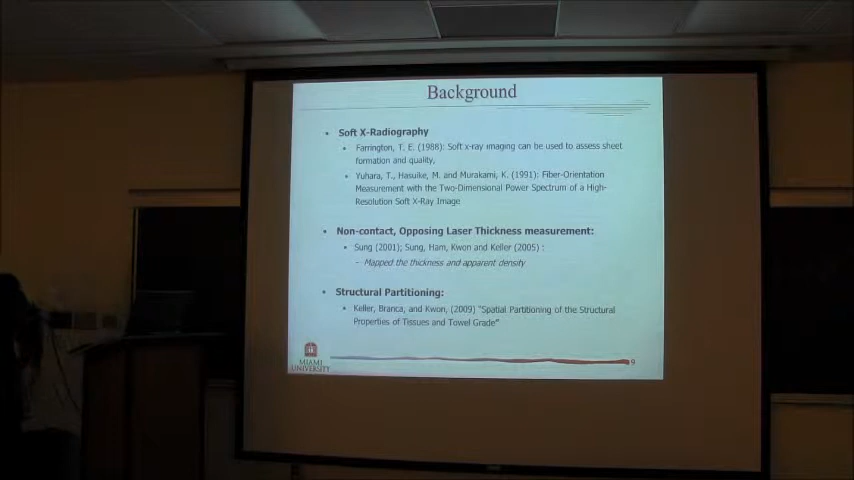 Background
• Soft X-Radiography
• Farrington, T. E. (1988): Soft x-ray imaging can be used to assess sheet
formation and quality,
• Yuhara, T., Hasuike, M. and Murakami, K. (1991): Fiber-Orientation
Measurement with the Two-Dimensional Power Spectrum of a High-
Resolution Soft X-Ray Image
• Non-contact, Opposing Laser Thickness measurement:
• Sung (2001); Sung, Ham, Kwon and Keller (2005) :
– Mapped the thickness and apparent density
• Structural Partitioning:
• Keller, Branca, and Kwon, (2009) "Spatial Partitioning of the Structural
Properties of Tissues and Towel Grade"
MIAMI
UNIVERSITY
9